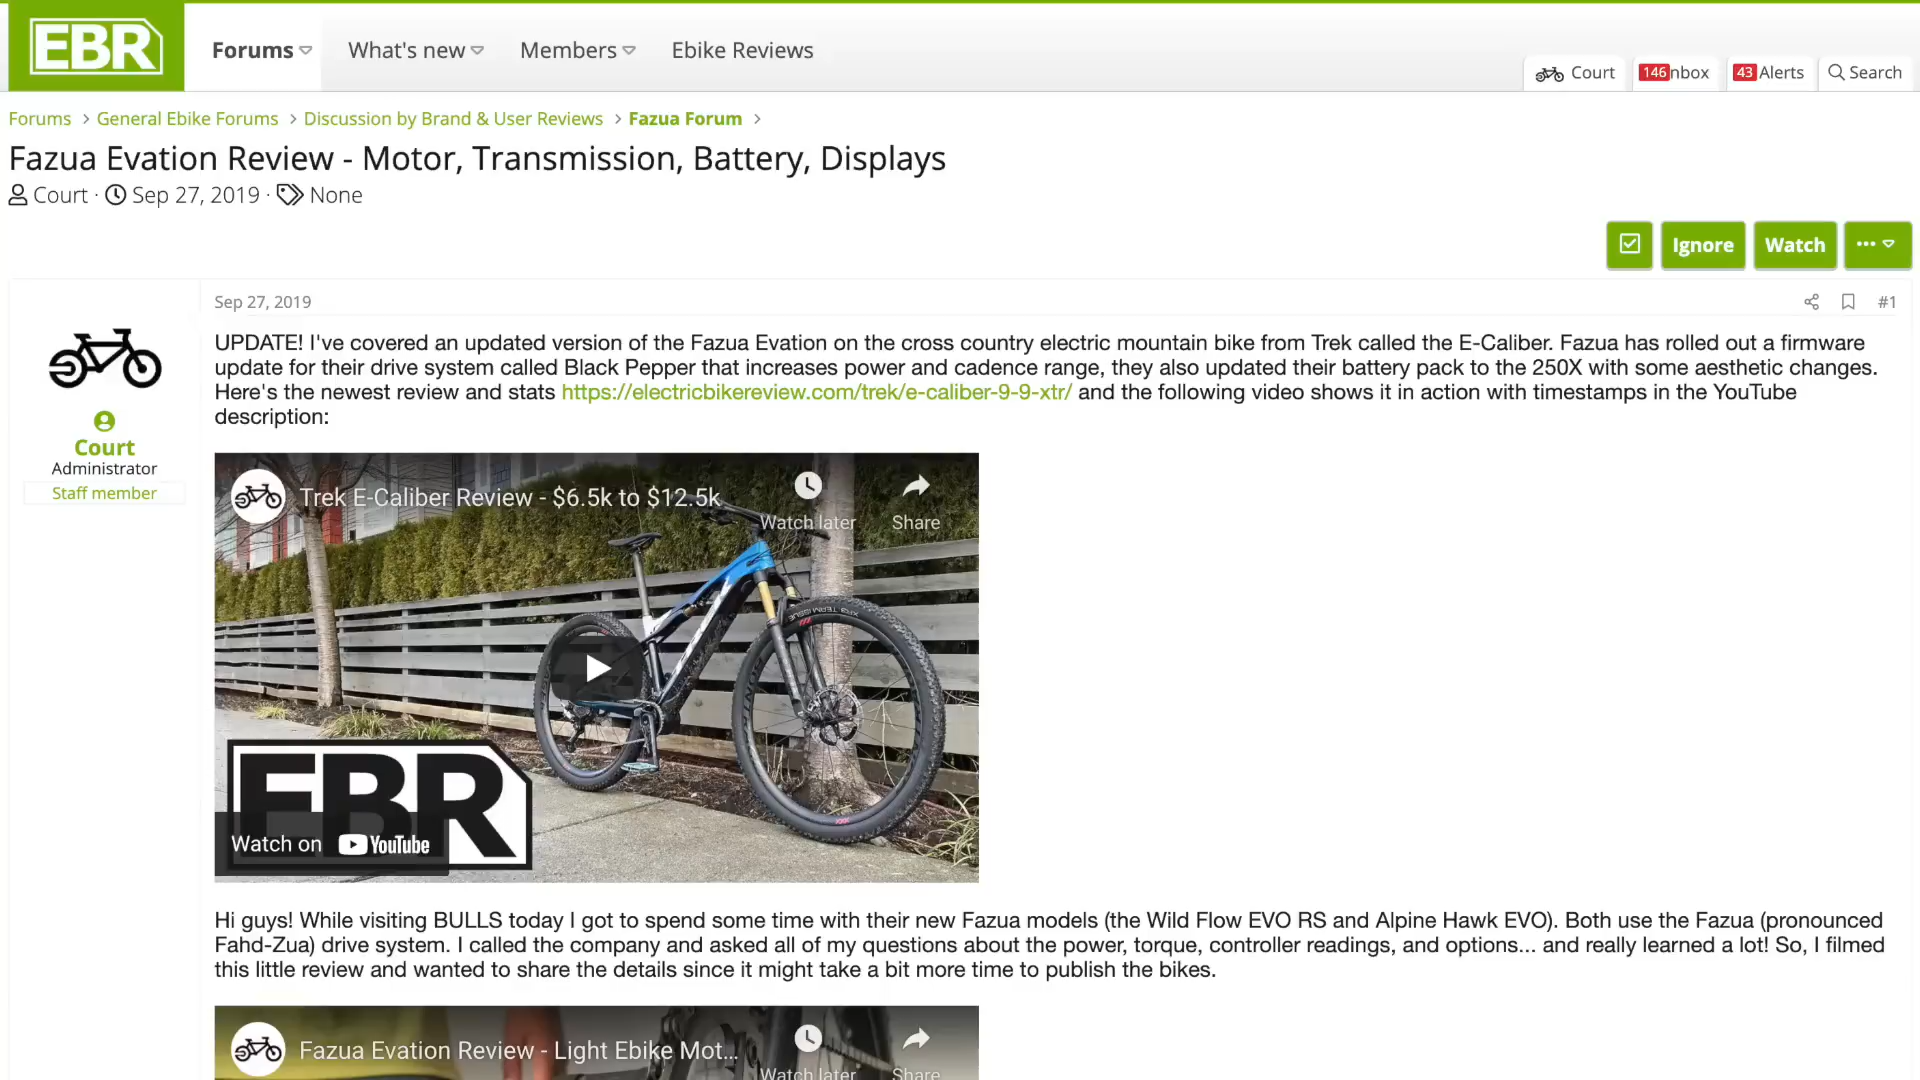 EBR
Forums What's new Members Ebike Reviews
Court 146 nbox 43 Alerts Search
Forums > General Ebike Forums > Discussion by Brand & User Reviews > Fazua Forum >
Fazua Evation Review - Motor, Transmission, Battery, Displays
Court · Sep 27, 2019 · None
Ignore Watch ···
Sep 27, 2019 #1
Court
Administrator
Staff member
UPDATE! I've covered an updated version of the Fazua Evation on the cross country electric mountain bike from Trek called the E-Caliber. Fazua has rolled out a firmware
update for their drive system called Black Pepper that increases power and cadence range, they also updated their battery pack to the 250X with some aesthetic changes.
Here's the newest review and stats https://electricbikereview.com/trek/e-caliber-9-9-xtr/ and the following video shows it in action with timestamps in the YouTube
description:
Trek E-Caliber Review - $6.5k to $12.5k
Watch later Share
XR3 TEAM ISSUE
EBR
Watch on YouTube
Hi guys! While visiting BULLS today I got to spend some time with their new Fazua models (the Wild Flow EVO RS and Alpine Hawk EVO). Both use the Fazua (pronounced
Fahd-Zua) drive system. I called the company and asked all of my questions about the power, torque, controller readings, and options... and really learned a lot! So, I filmed
this little review and wanted to share the details since it might take a bit more time to publish the bikes.
Fazua Evation Review - Light Ebike Mot...
Watch later Share